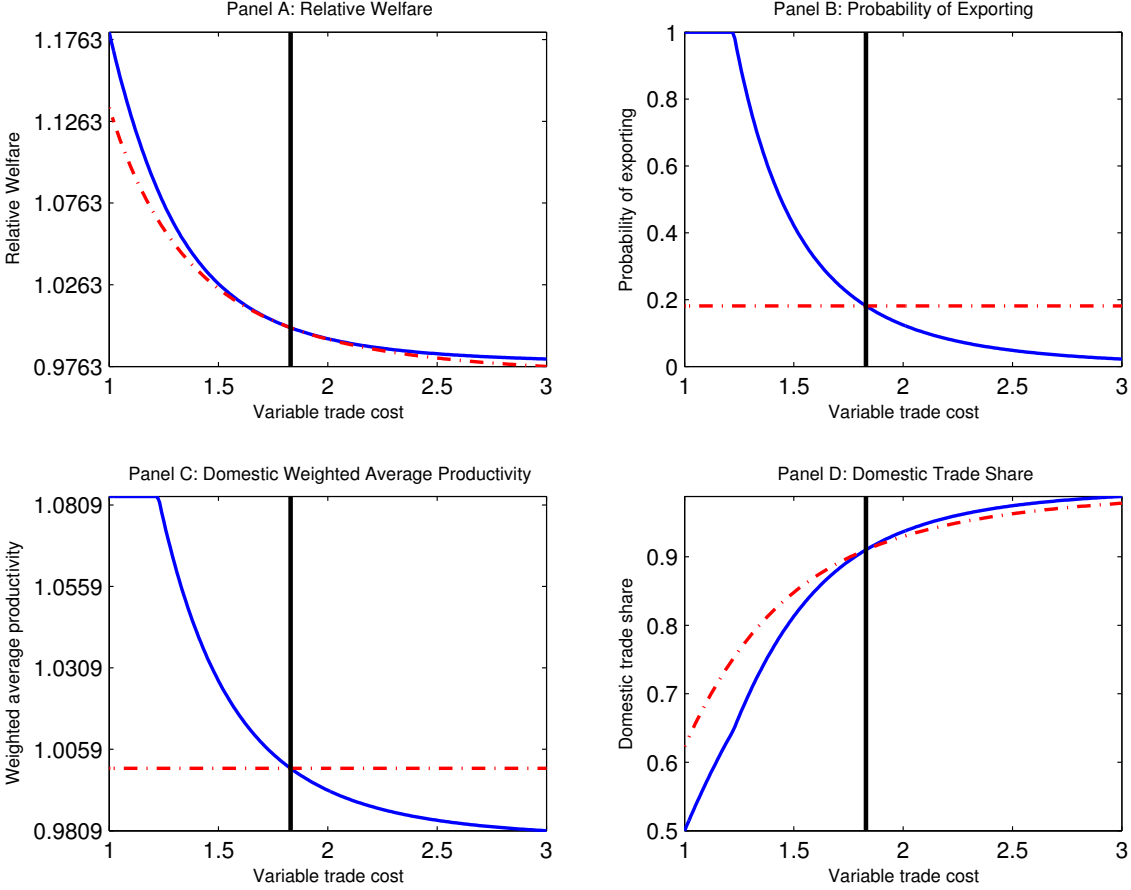 Panel A: Relative Welfare
Relative Welfare
1.1763
1.1263
1.0763
1.0263
0.9763
1 1.5 2 2.5 3
Variable trade cost
Panel B: Probability of Exporting
Probability of exporting
1
0.8
0.6
0.4
0.2
0
1 1.5 2 2.5 3
Variable trade cost
Panel C: Domestic Weighted Average Productivity
Weighted average productivity
1.0809
1.0559
1.0309
1.0059
0.9809
1 1.5 2 2.5 3
Variable trade cost
Panel D: Domestic Trade Share
Domestic trade share
0.9
0.8
0.7
0.6
0.5
1 1.5 2 2.5 3
Variable trade cost